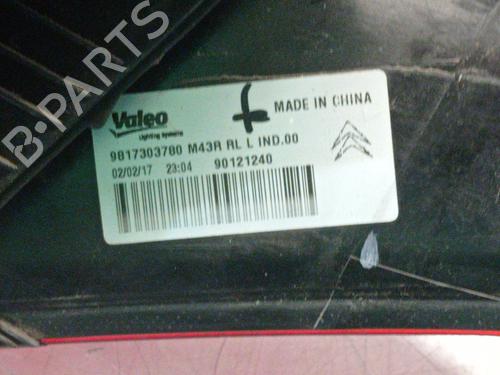 B-PARTS
Valeo
Lighting Systems
MADE IN CHINA
9817303780 M43R RL L IND.00
02/02/17 23:04 90121240